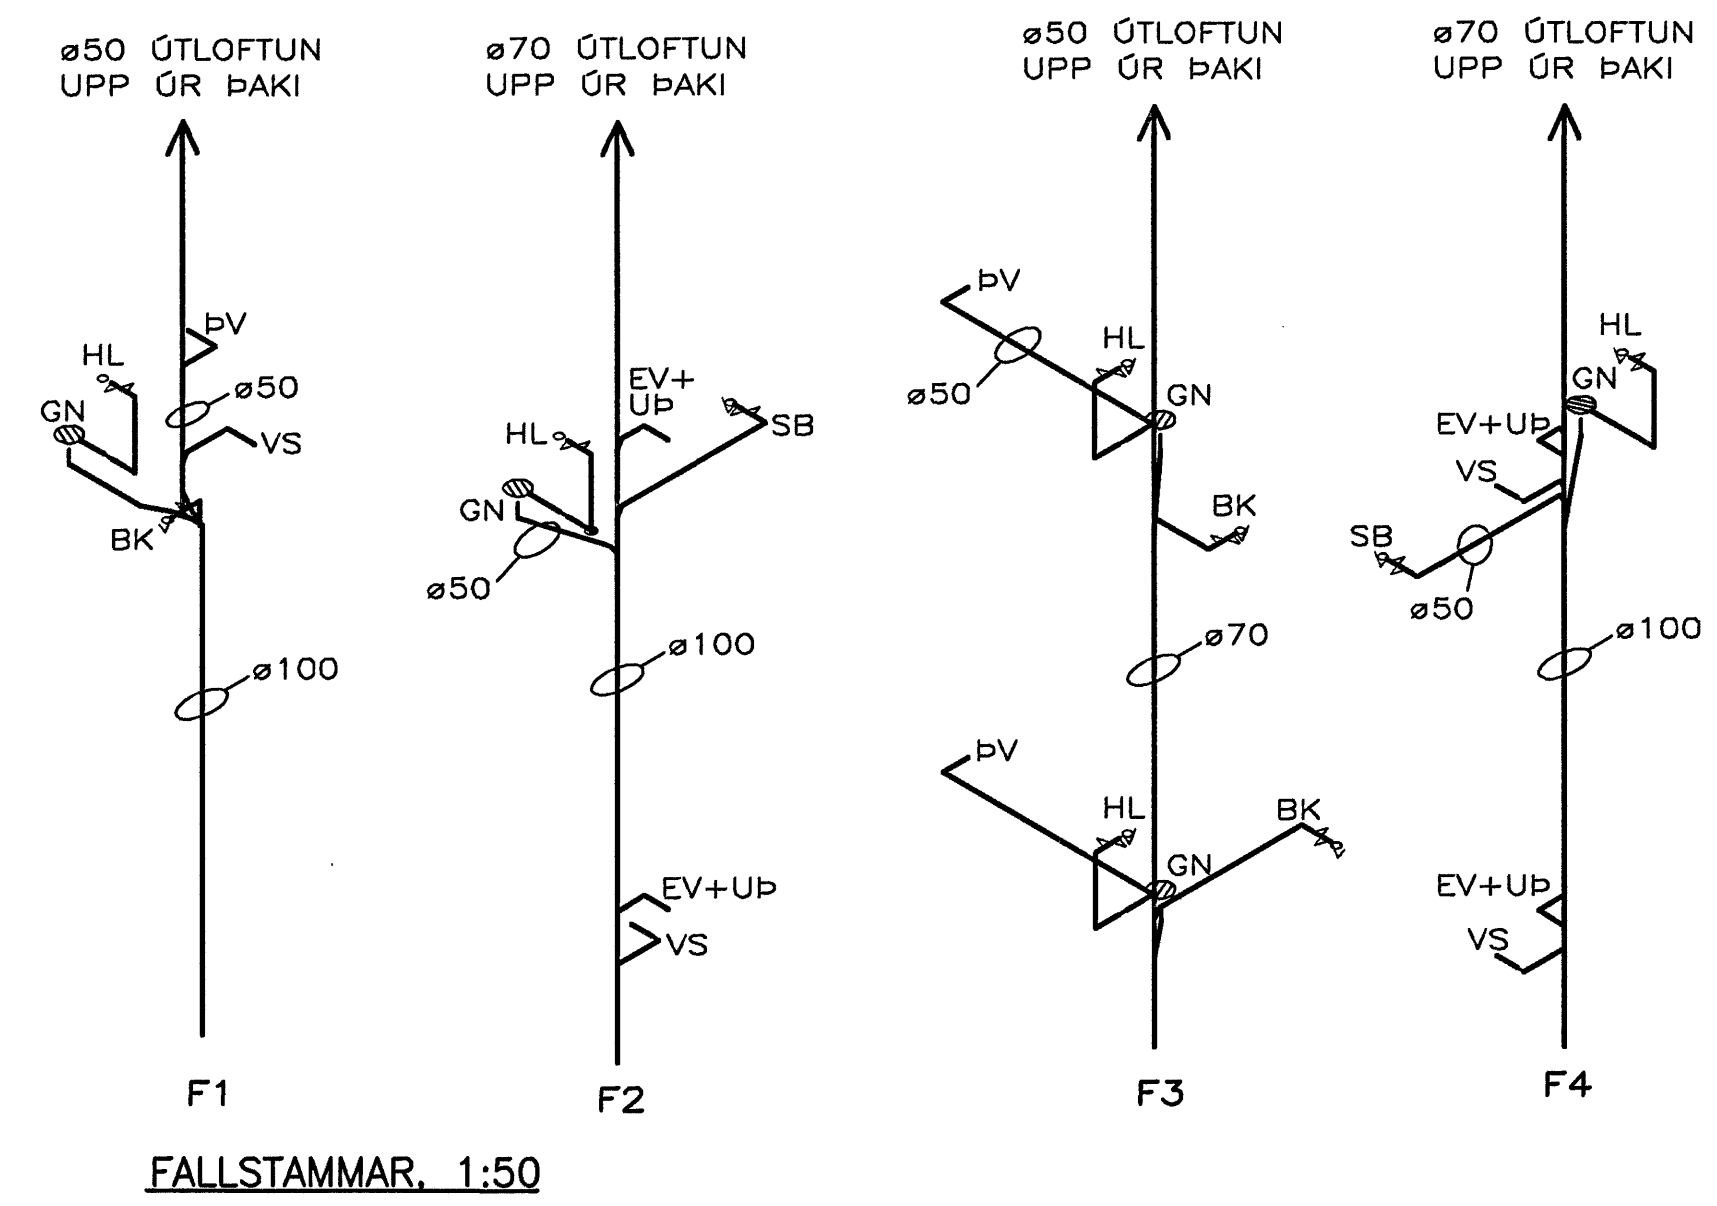 ø50 ÚTLOFTUN
UPP ÚR ÞAKI
ÞV
HL
ø50
GN
VS
BK
ø100
F1
ø70 ÚTLOFTUN
UPP ÚR ÞAKI
EV+
UÞ
SB
HL
GN
ø50
ø100
EV+UÞ
VS
F2
ø50 ÚTLOFTUN
UPP ÚR ÞAKI
ÞV
HL
ø50
GN
BK
ø70
ÞV
HL
BK
GN
F3
ø70 ÚTLOFTUN
UPP ÚR ÞAKI
HL
GN
EV+UÞ
VS
SB
ø50
ø100
EV+UÞ
VS
F4
FALLSTAMMAR. 1:50